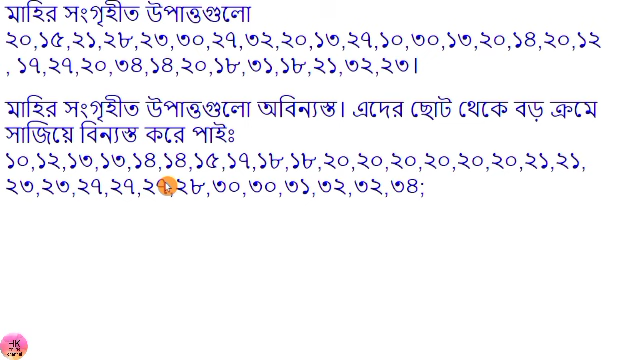 মাহির সংগৃহীত উপাত্তগুলো
২০,১৫,২১,২৮,২৩,৩০,২৭,৩২,২০,১৩,২৭,১০,৩০,১৩,২০,১৪,২০,১২
, ১৭,২৭,২০,৩৪,১৪,২০,১৮,৩১,১৮,২১,৩২,২৩।
মাহির সংগৃহীত উপাত্তগুলো অবিন্যস্ত। এদের ছোট থেকে বড় ক্রমে
সাজিয়ে বিন্যস্ত করে পাইঃ
১০,১২,১৩,১৩,১৪,১৪,১৫,১৭,১৮,১৮,২০,২০,২০,২০,২০,২০,২১,২১,
২৩,২৩,২৭,২৭,২৭,২৮,৩০,৩০,৩১,৩২,৩২,৩৪;
HK